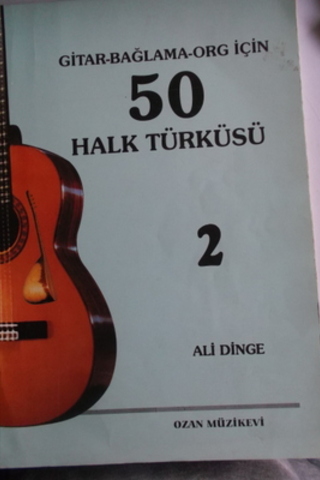 GİTAR-BAĞLAMA-ORG İÇİN
50
HALK TÜRKÜSÜ
2
ALİ DİNGE
OZAN MÜZİKEVİ